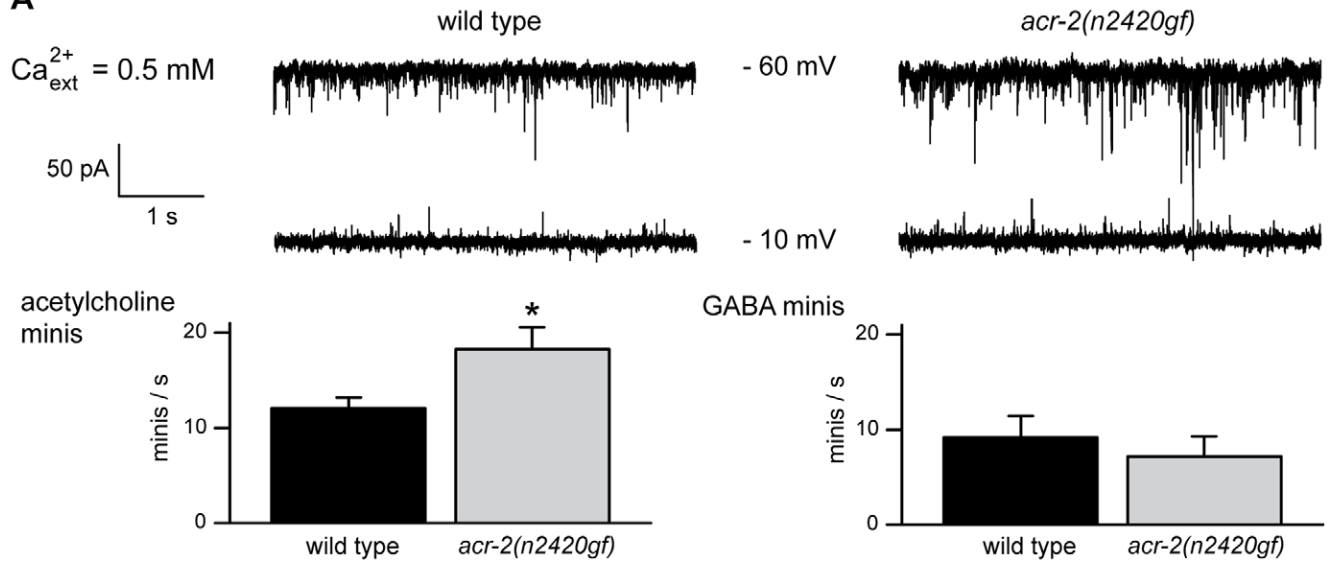 A
wild type
acr-2(n2420gf)
Ca2+ext = 0.5 mM
- 60 mV
50 pA
1 s
- 10 mV
acetylcholine
minis
*
20
10
0
minis / s
wild type
acr-2(n2420gf)
GABA minis
20
10
0
minis / s
wild type
acr-2(n2420gf)